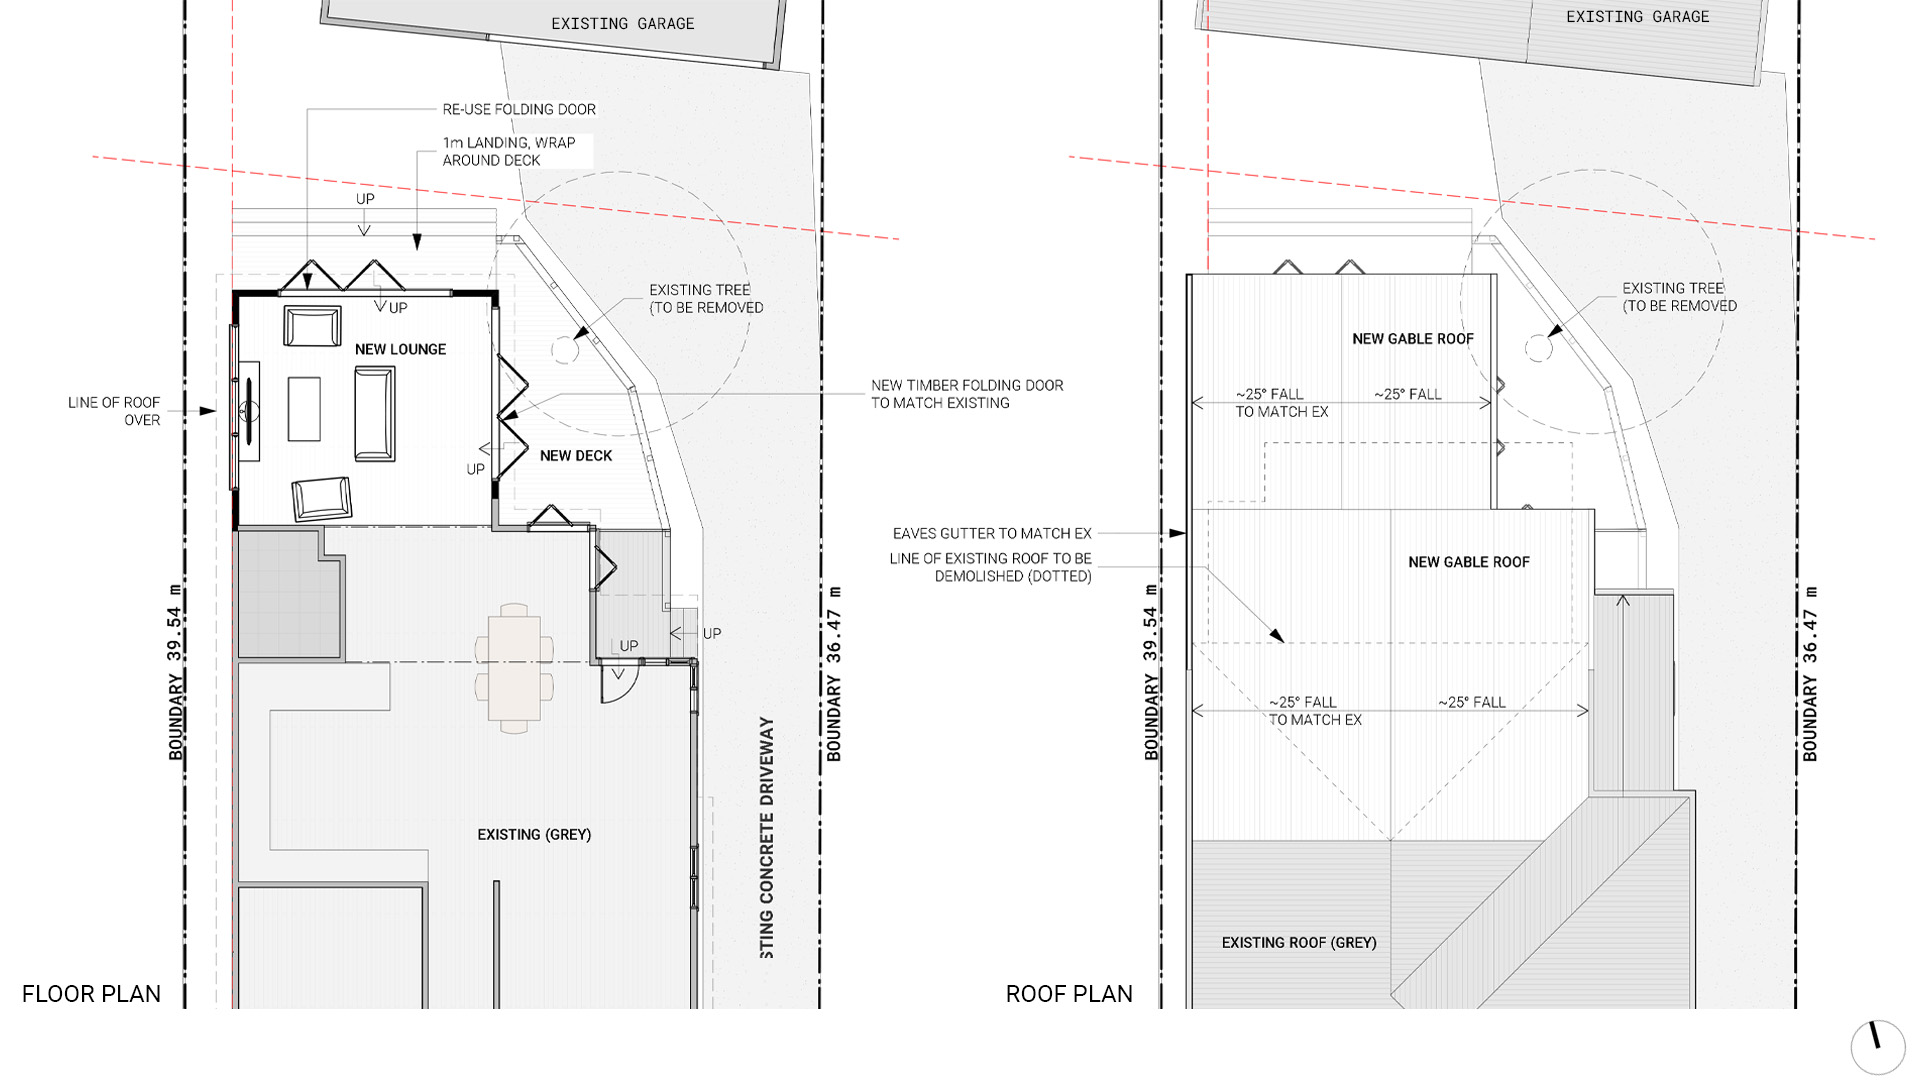 EXISTING GARAGE
RE-USE FOLDING DOOR
1m LANDING, WRAP
AROUND DECK
UP
EXISTING TREE
(TO BE REMOVED
UP
NEW LOUNGE
NEW TIMBER FOLDING DOOR
TO MATCH EXISTING
LINE OF ROOF
OVER
NEW DECK
UP
UP
UP
BOUNDARY 39.54 m
BOUNDARY 36.47 m
STING CONCRETE DRIVEWAY
EXISTING (GREY)
FLOOR PLAN
EXISTING GARAGE
EXISTING TREE
(TO BE REMOVED
NEW GABLE ROOF
~25° FALL
TO MATCH EX
~25° FALL
EAVES GUTTER TO MATCH EX
LINE OF EXISTING ROOF TO BE
DEMOLISHED (DOTTED)
NEW GABLE ROOF
BOUNDARY 39.54 m
BOUNDARY 36.47 m
~25° FALL
TO MATCH EX
~25° FALL
EXISTING ROOF (GREY)
ROOF PLAN